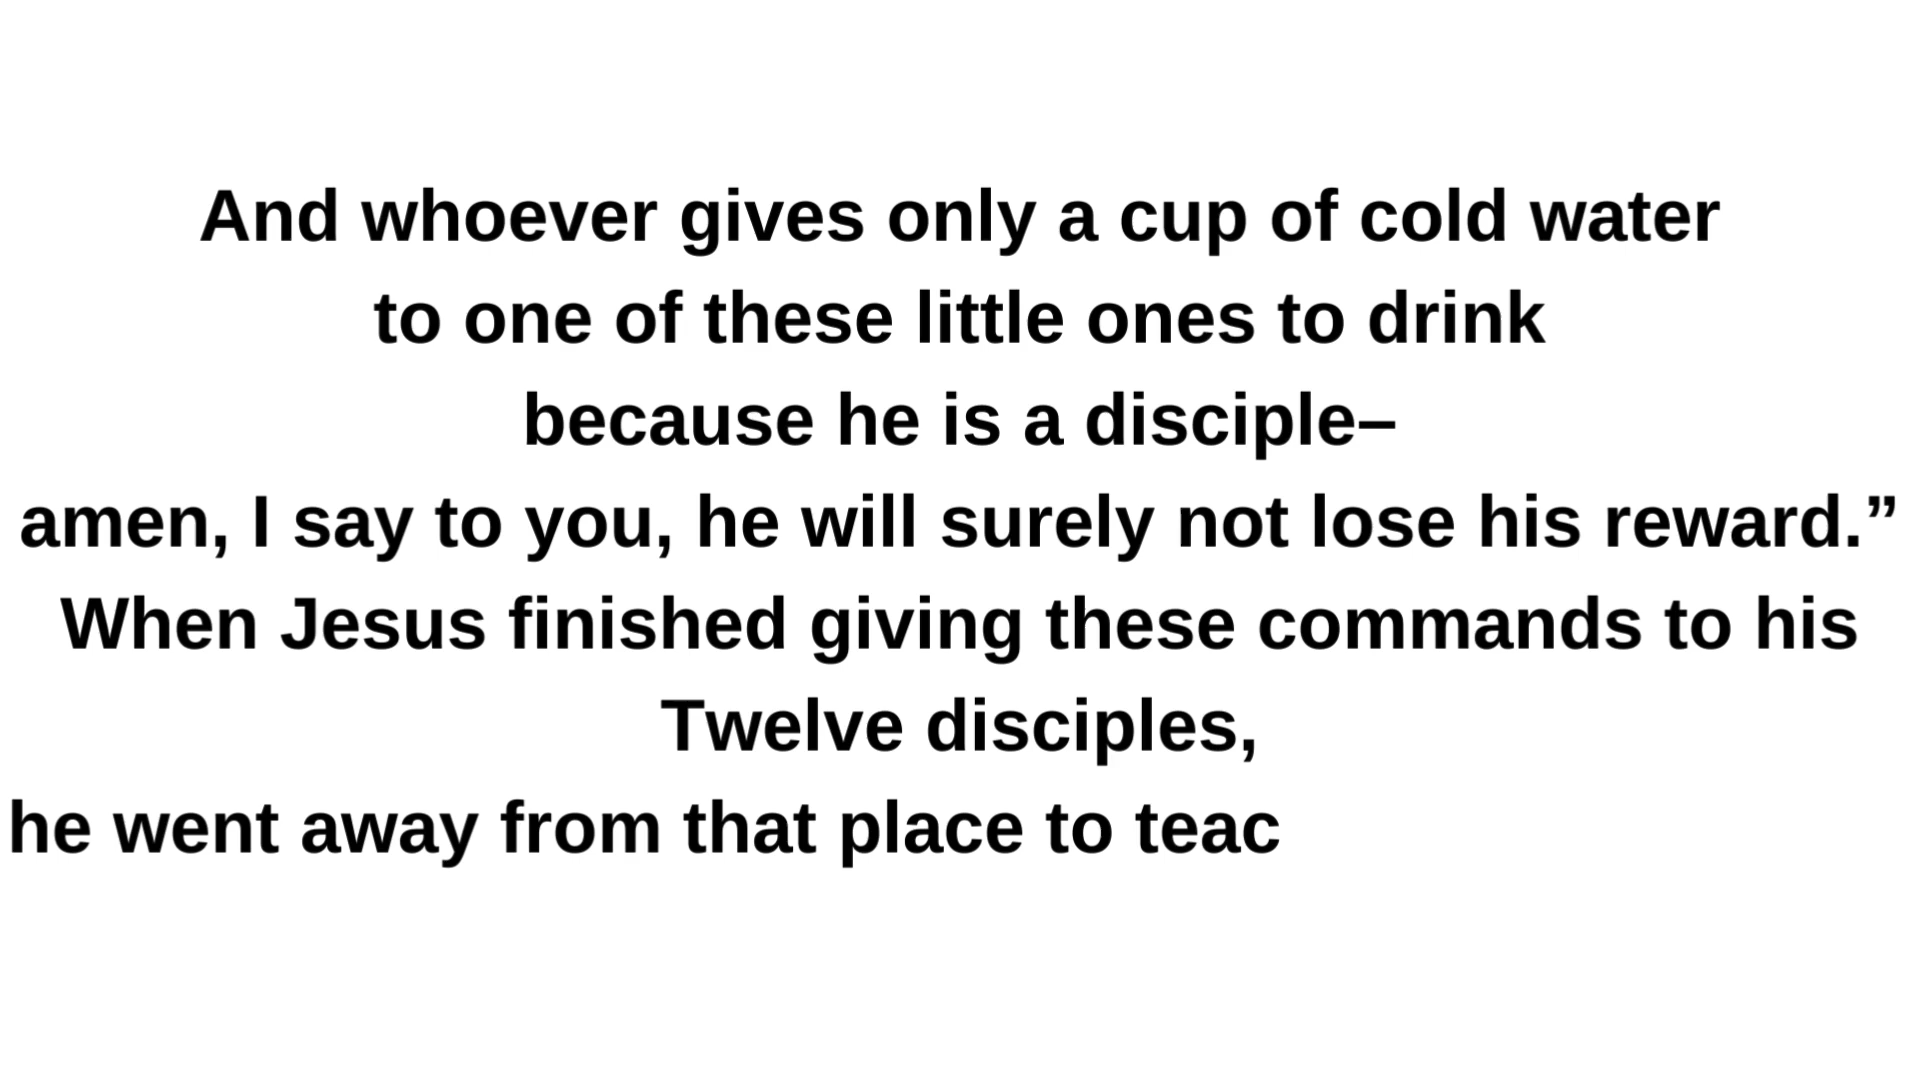 And whoever gives only a cup of cold water
to one of these little ones to drink
because he is a disciple–
amen, I say to you, he will surely not lose his reward.”
When Jesus finished giving these commands to his
Twelve disciples,
he went away from that place to teac